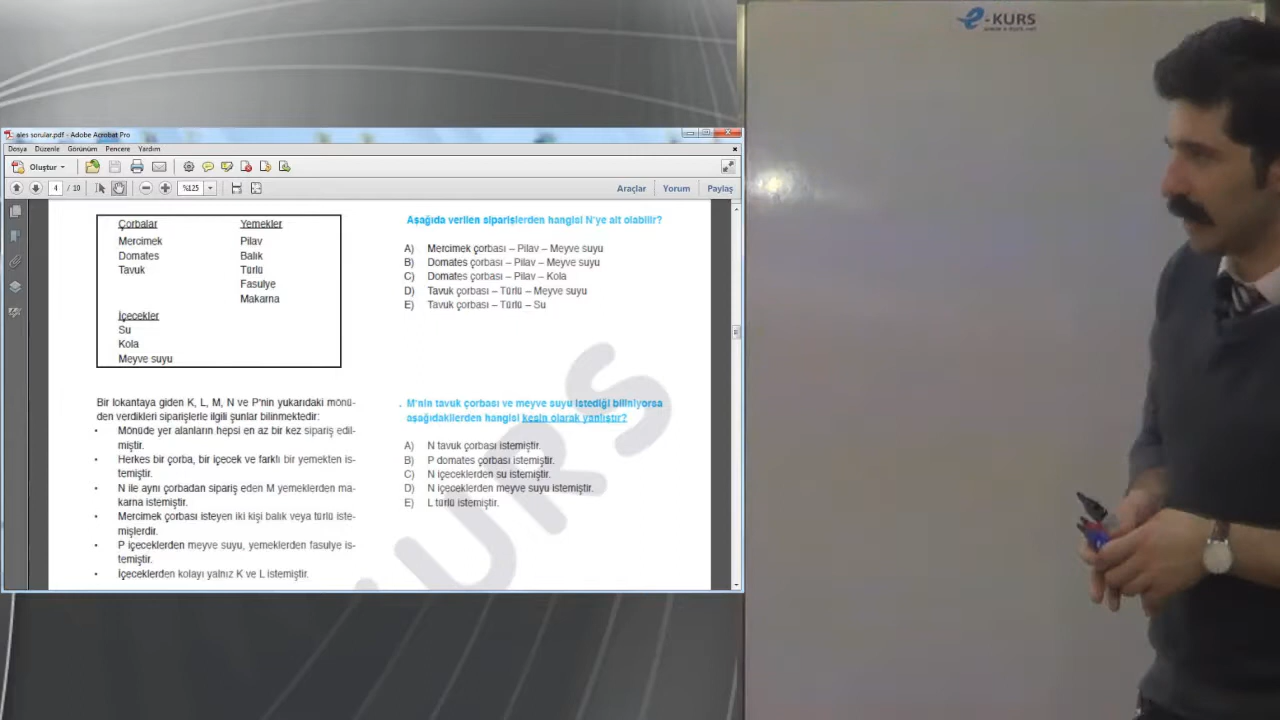 e-KURS
ales sorular.pdf - Adobe Acrobat Pro
Dosya Düzenle Görünüm Pencere Yardım
Oluştur
4 / 10 %125 Araçlar Yorum Paylaş
Çorbalar Yemekler
Mercimek Pilav
Domates Balık
Tavuk Türlü
Fasulye
Makarna
İçecekler
Su
Kola
Meyve suyu
Bir lokantaya giden K, L, M, N ve P'nin yukarıdaki mönü-
den verdikleri siparişlerle ilgili şunlar bilinmektedir:
• Mönüde yer alanların hepsi en az bir kez sipariş edil-
miştir.
• Herkes bir çorba, bir içecek ve farklı bir yemekten is-
temiştir.
• N ile aynı çorbadan sipariş eden M yemeklerden ma-
karna istemiştir.
• Mercimek çorbası isteyen iki kişi balık veya türlü iste-
mişlerdir.
• P içeceklerden meyve suyu, yemeklerden fasulye is-
temiştir.
• İçeceklerden kolayı yalnız K ve L istemiştir.
Aşağıda verilen siparişlerden hangisi N'ye ait olabilir?
A) Mercimek çorbası – Pilav – Meyve suyu
B) Domates çorbası – Pilav – Meyve suyu
C) Domates çorbası – Pilav – Kola
D) Tavuk çorbası – Türlü – Meyve suyu
E) Tavuk çorbası – Türlü – Su
. M'nin tavuk çorbası ve meyve suyu istediği biliniyorsa
aşağıdakilerden hangisi kesin olarak yanlıştır?
A) N tavuk çorbası istemiştir.
B) P domates çorbası istemiştir.
C) N içeceklerden su istemiştir.
D) N içeceklerden meyve suyu istemiştir.
E) L türlü istemiştir.
KURS